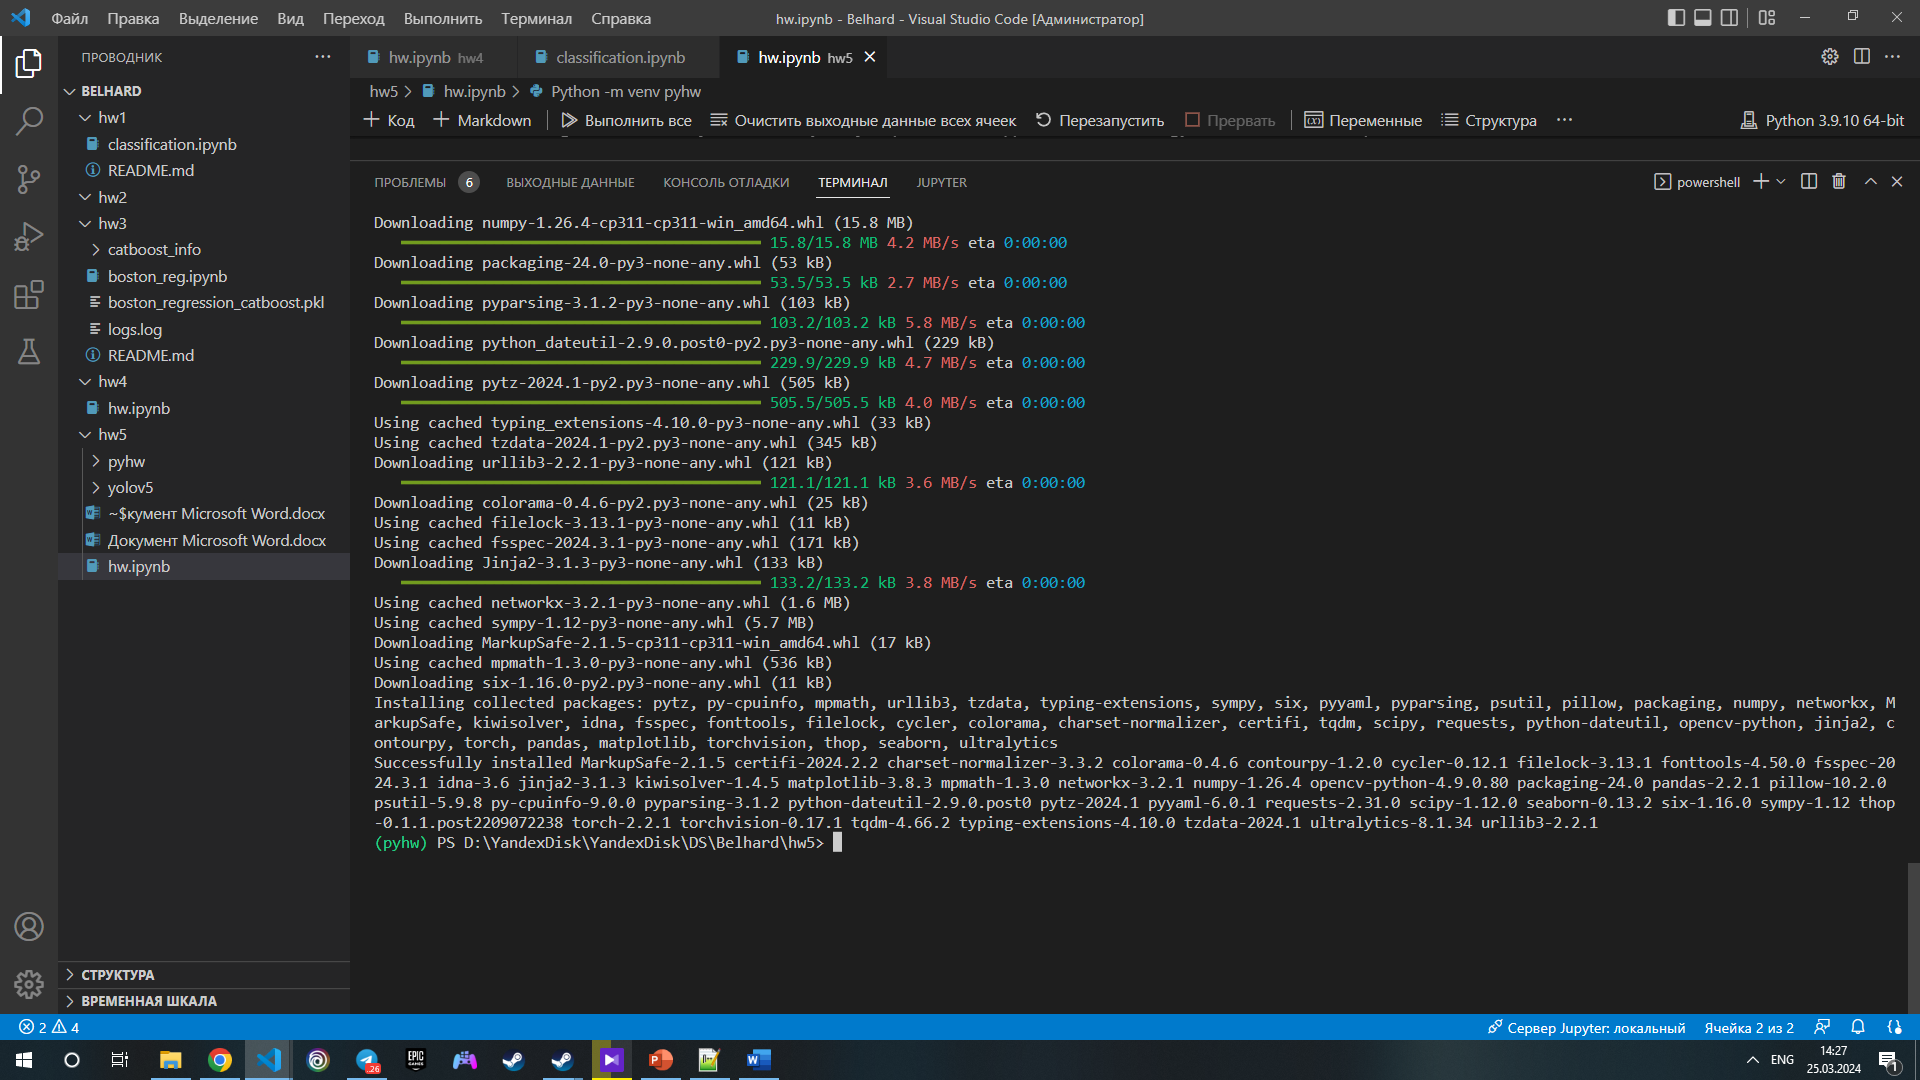 Файл Правка Выделение Вид Переход Выполнить Терминал Справка
hw.ipynb - Belhard - Visual Studio Code [Администратор]
ПРОВОДНИК
BELHARD
hw1
classification.ipynb
README.md
hw2
hw3
catboost_info
boston_reg.ipynb
boston_regression_catboost.pkl
logs.log
README.md
hw4
hw.ipynb
hw5
pyhw
yolov5
~$кумент Microsoft Word.docx
Документ Microsoft Word.docx
hw.ipynb
СТРУКТУРА
ВРЕМЕННАЯ ШКАЛА
hw.ipynb hw4 classification.ipynb hw.ipynb hw5
hw5 > hw.ipynb > Python -m venv pyhw
+ Код + Markdown Выполнить все Очистить выходные данные всех ячеек Перезапустить Прервать Переменные Структура ... Python 3.9.10 64-bit
ПРОБЛЕМЫ 6 ВЫХОДНЫЕ ДАННЫЕ КОНСОЛЬ ОТЛАДКИ ТЕРМИНАЛ JUPYTER powershell
Downloading numpy-1.26.4-cp311-cp311-win_amd64.whl (15.8 MB)
15.8/15.8 MB 4.2 MB/s eta 0:00:00
Downloading packaging-24.0-py3-none-any.whl (53 kB)
53.5/53.5 kB 2.7 MB/s eta 0:00:00
Downloading pyparsing-3.1.2-py3-none-any.whl (103 kB)
103.2/103.2 kB 5.8 MB/s eta 0:00:00
Downloading python_dateutil-2.9.0.post0-py2.py3-none-any.whl (229 kB)
229.9/229.9 kB 4.7 MB/s eta 0:00:00
Downloading pytz-2024.1-py2.py3-none-any.whl (505 kB)
505.5/505.5 kB 4.0 MB/s eta 0:00:00
Using cached typing_extensions-4.10.0-py3-none-any.whl (33 kB)
Using cached tzdata-2024.1-py2.py3-none-any.whl (345 kB)
Downloading urllib3-2.2.1-py3-none-any.whl (121 kB)
121.1/121.1 kB 3.6 MB/s eta 0:00:00
Downloading colorama-0.4.6-py2.py3-none-any.whl (25 kB)
Using cached filelock-3.13.1-py3-none-any.whl (11 kB)
Using cached fsspec-2024.3.1-py3-none-any.whl (171 kB)
Downloading Jinja2-3.1.3-py3-none-any.whl (133 kB)
133.2/133.2 kB 3.8 MB/s eta 0:00:00
Using cached networkx-3.2.1-py3-none-any.whl (1.6 MB)
Using cached sympy-1.12-py3-none-any.whl (5.7 MB)
Downloading MarkupSafe-2.1.5-cp311-cp311-win_amd64.whl (17 kB)
Using cached mpmath-1.3.0-py3-none-any.whl (536 kB)
Downloading six-1.16.0-py2.py3-none-any.whl (11 kB)
Installing collected packages: pytz, py-cpuinfo, mpmath, urllib3, tzdata, typing-extensions, sympy, six, pyyaml, pyparsing, psutil, pillow, packaging, numpy, networkx, M
arkupSafe, kiwisolver, idna, fsspec, fonttools, filelock, cycler, colorama, charset-normalizer, certifi, tqdm, scipy, requests, python-dateutil, opencv-python, jinja2, c
ontourpy, torch, pandas, matplotlib, torchvision, thop, seaborn, ultralytics
Successfully installed MarkupSafe-2.1.5 certifi-2024.2.2 charset-normalizer-3.3.2 colorama-0.4.6 contourpy-1.2.0 cycler-0.12.1 filelock-3.13.1 fonttools-4.50.0 fsspec-20
24.3.1 idna-3.6 jinja2-3.1.3 kiwisolver-1.4.5 matplotlib-3.8.3 mpmath-1.3.0 networkx-3.2.1 numpy-1.26.4 opencv-python-4.9.0.80 packaging-24.0 pandas-2.2.1 pillow-10.2.0
psutil-5.9.8 py-cpuinfo-9.0.0 pyparsing-3.1.2 python-dateutil-2.9.0.post0 pytz-2024.1 pyyaml-6.0.1 requests-2.31.0 scipy-1.12.0 seaborn-0.13.2 six-1.16.0 sympy-1.12 thop
-0.1.1.post2209072238 torch-2.2.1 torchvision-0.17.1 tqdm-4.66.2 typing-extensions-4.10.0 tzdata-2024.1 ultralytics-8.1.34 urllib3-2.2.1
(pyhw) PS D:\YandexDisk\YandexDisk\DS\Belhard\hw5>
2 4
Сервер Jupyter: локальный Ячейка 2 из 2
26
EPIC GAMES
ENG
14:27
25.03.2024
1